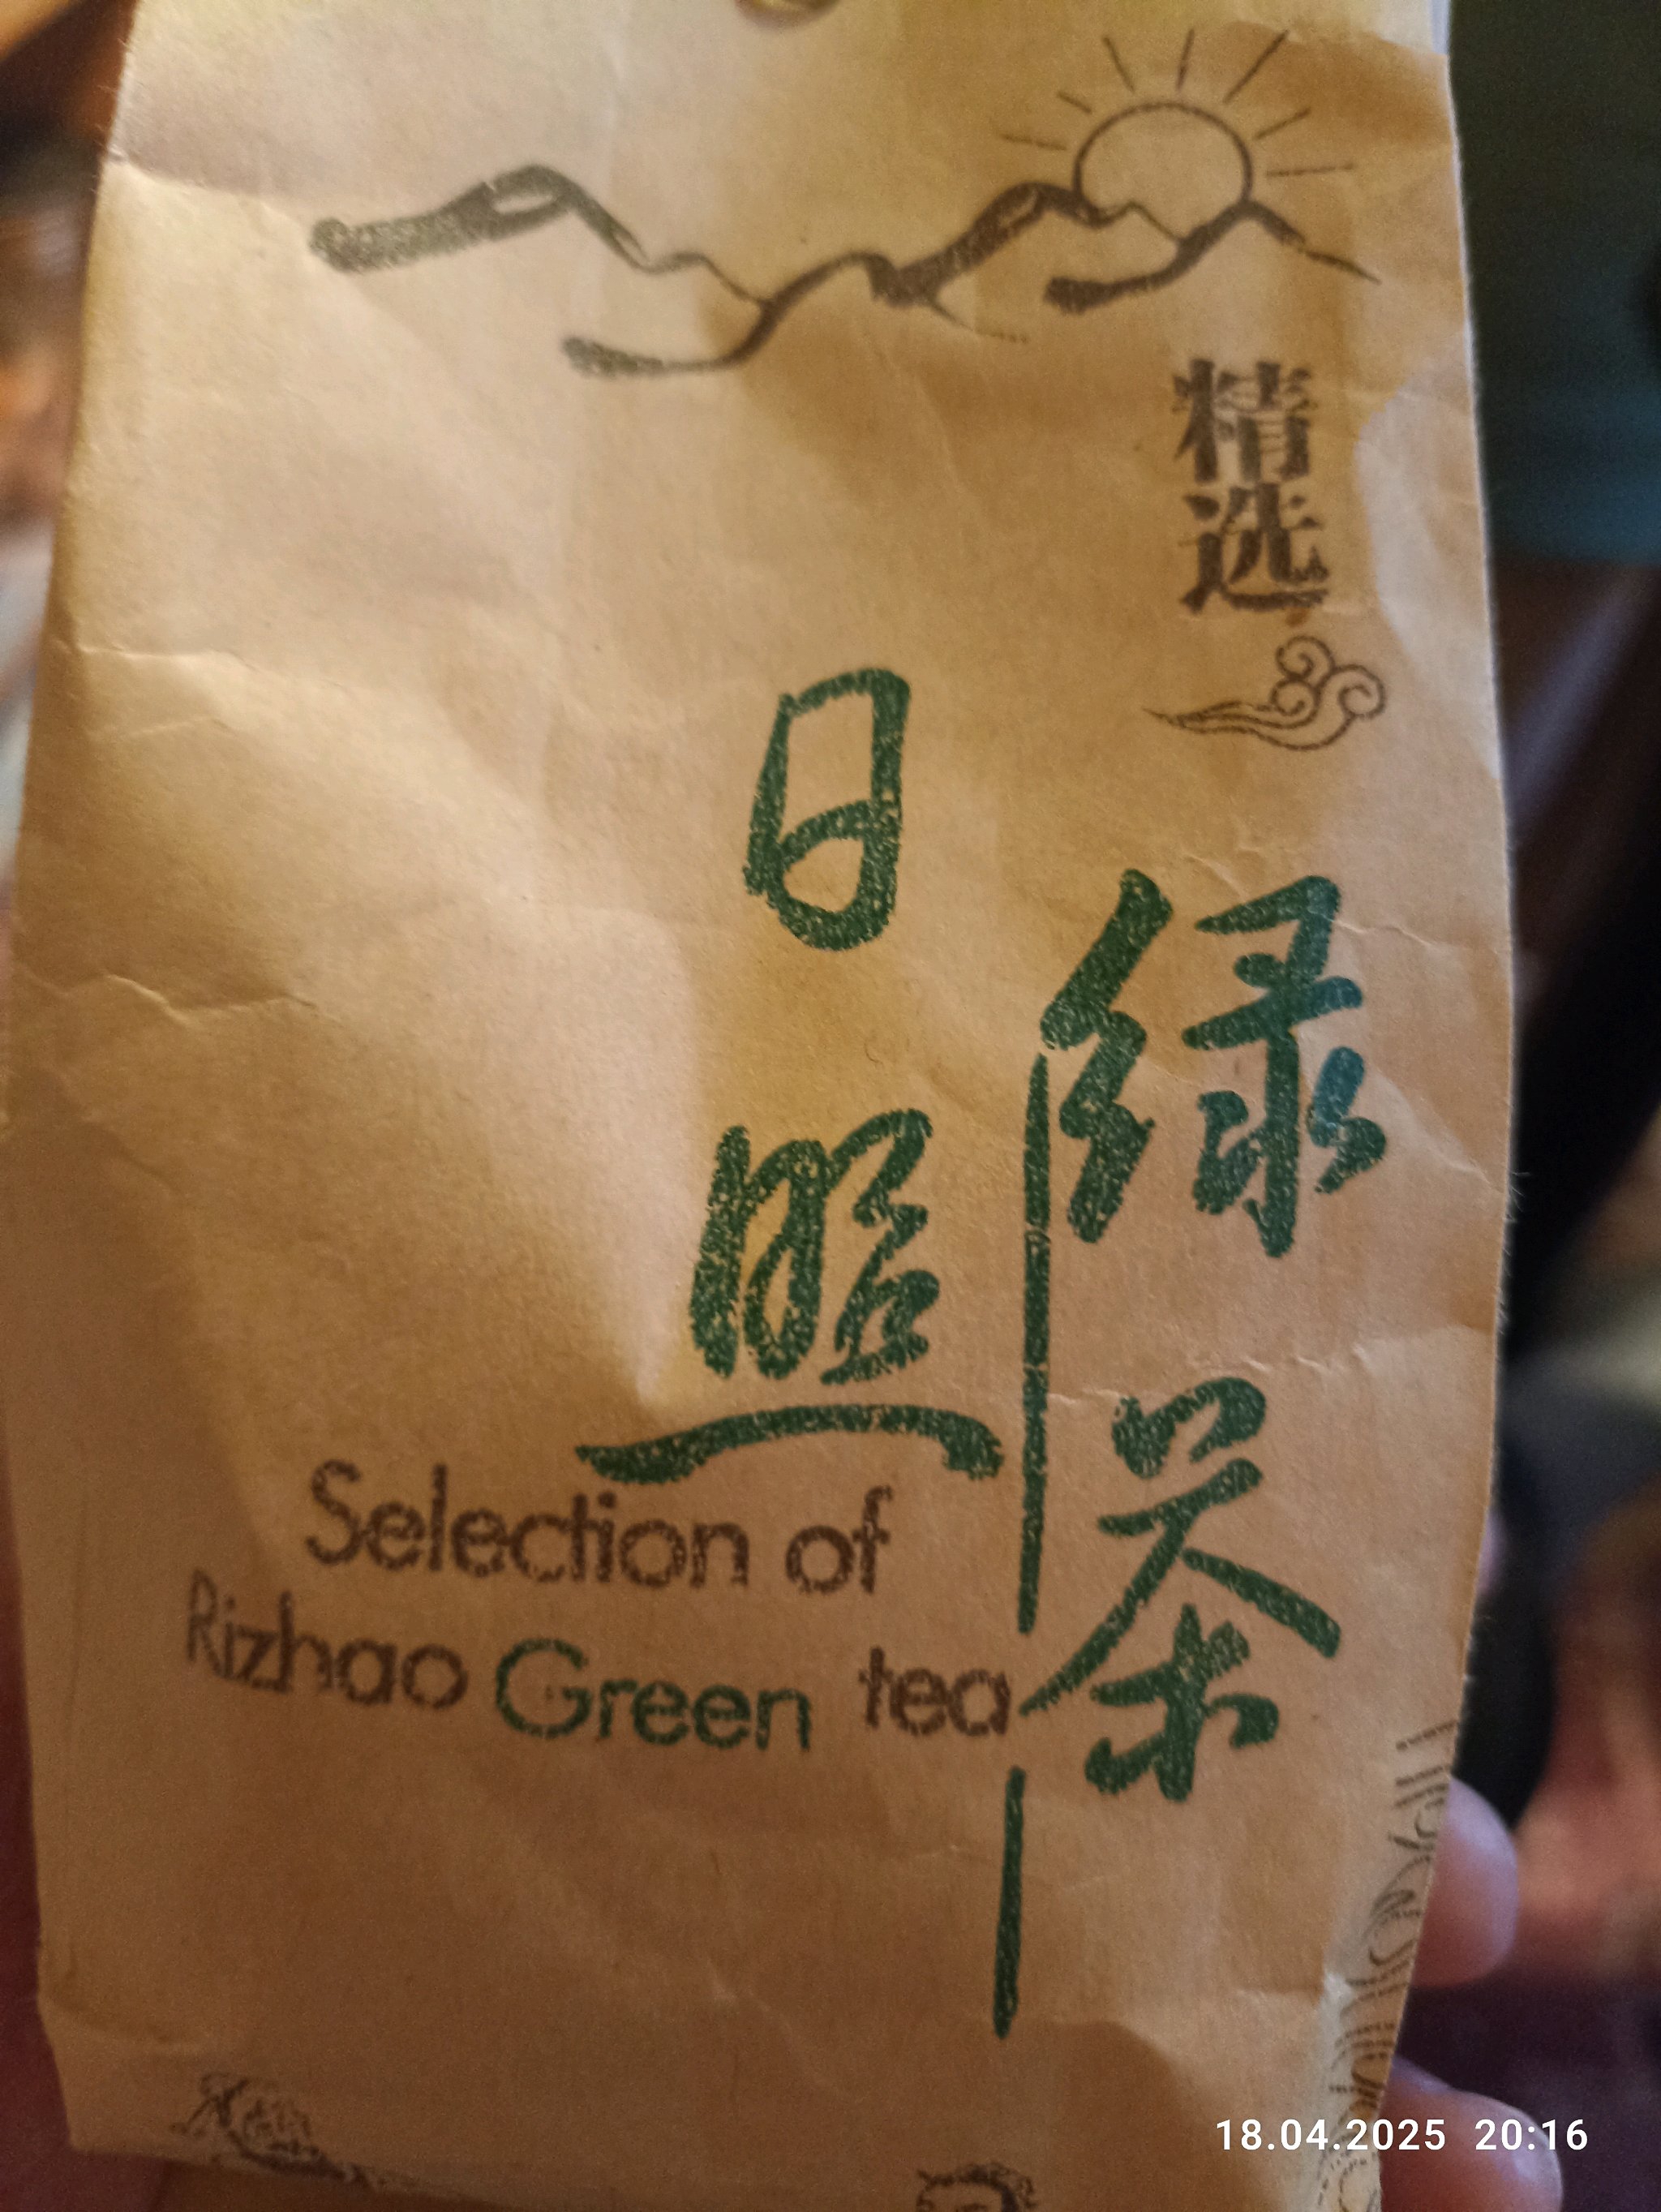 精选
日照
绿茶
Selection of
Rizhao Green tea
18.04.2025 20:16